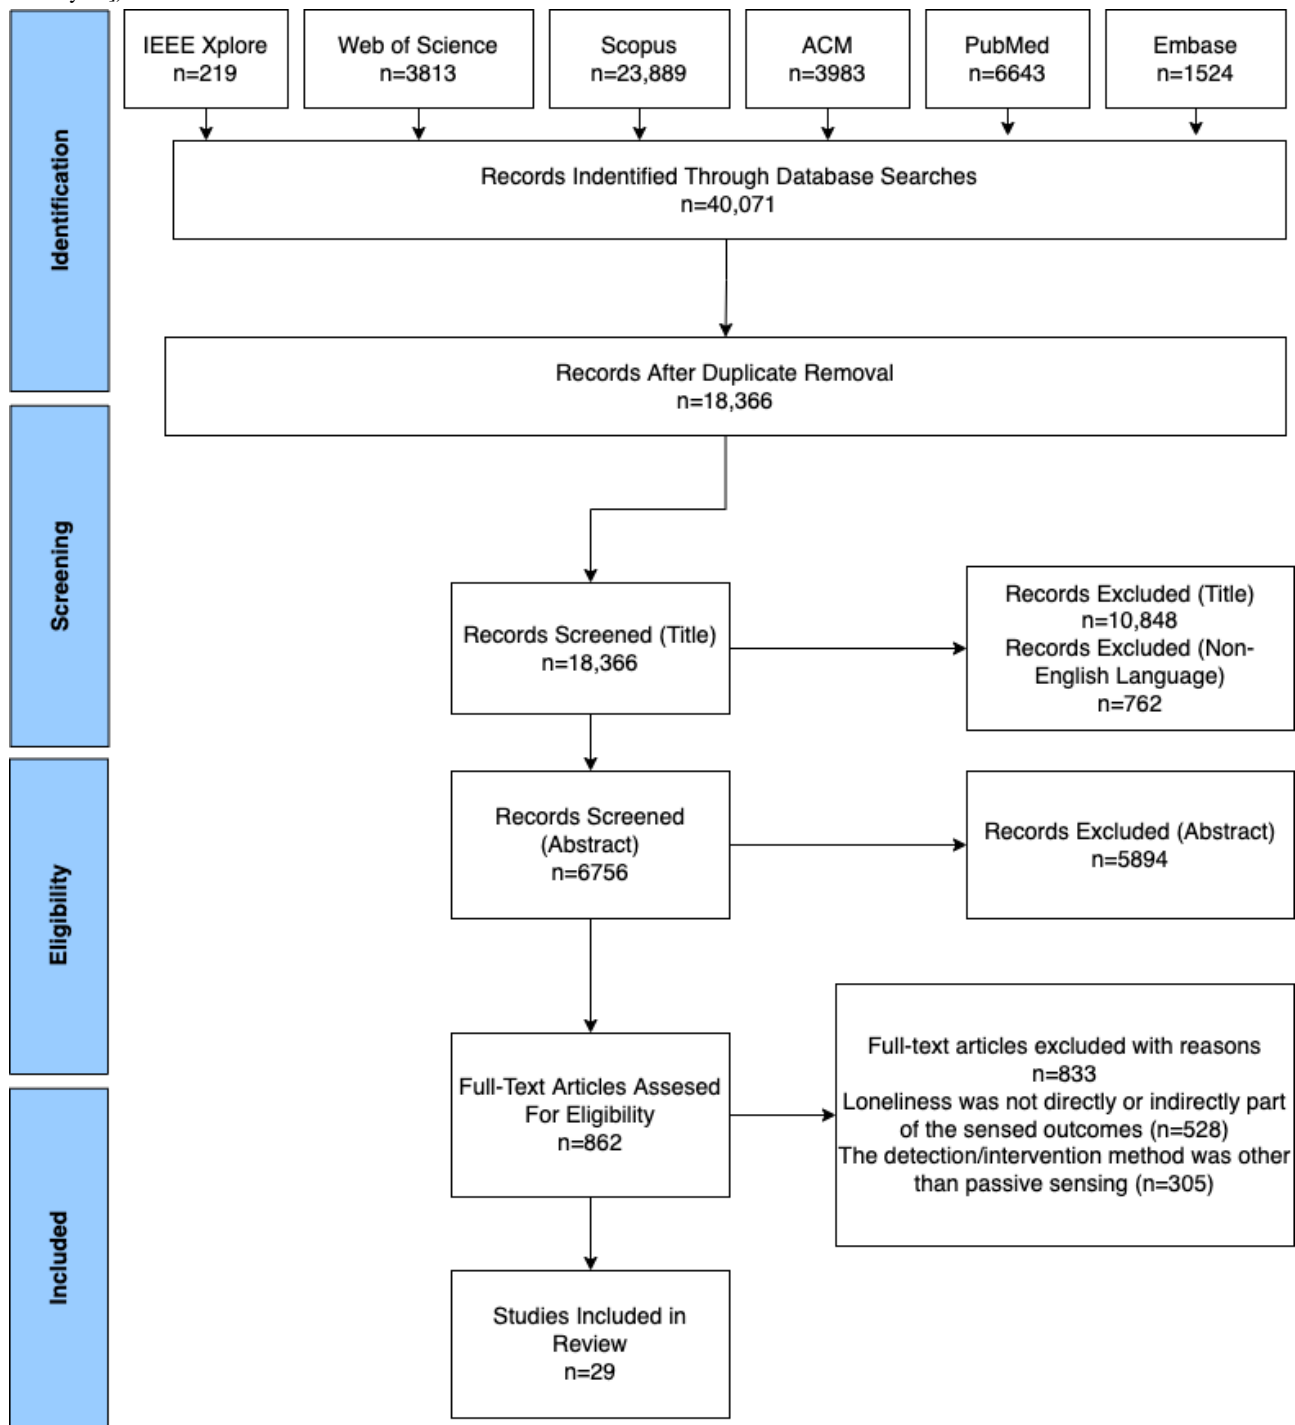 IEEE Xplore
n=219
Web of Science
n=3813
Scopus
n=23,889
ACM
n=3983
PubMed
n=6643
Embase
n=1524
Identification
Records Indentified Through Database Searches
n=40,071
Records After Duplicate Removal
n=18,366
Screening
Records Screened (Title)
n=18,366
Records Excluded (Title)
n=10,848
Records Excluded (Non-
English Language)
n=762
Eligibility
Records Screened
(Abstract)
n=6756
Records Excluded (Abstract)
n=5894
Full-Text Articles Assesed
For Eligibility
n=862
Full-text articles excluded with reasons
n=833
Loneliness was not directly or indirectly part
of the sensed outcomes (n=528)
The detection/intervention method was other
than passive sensing (n=305)
Included
Studies Included in
Review
n=29